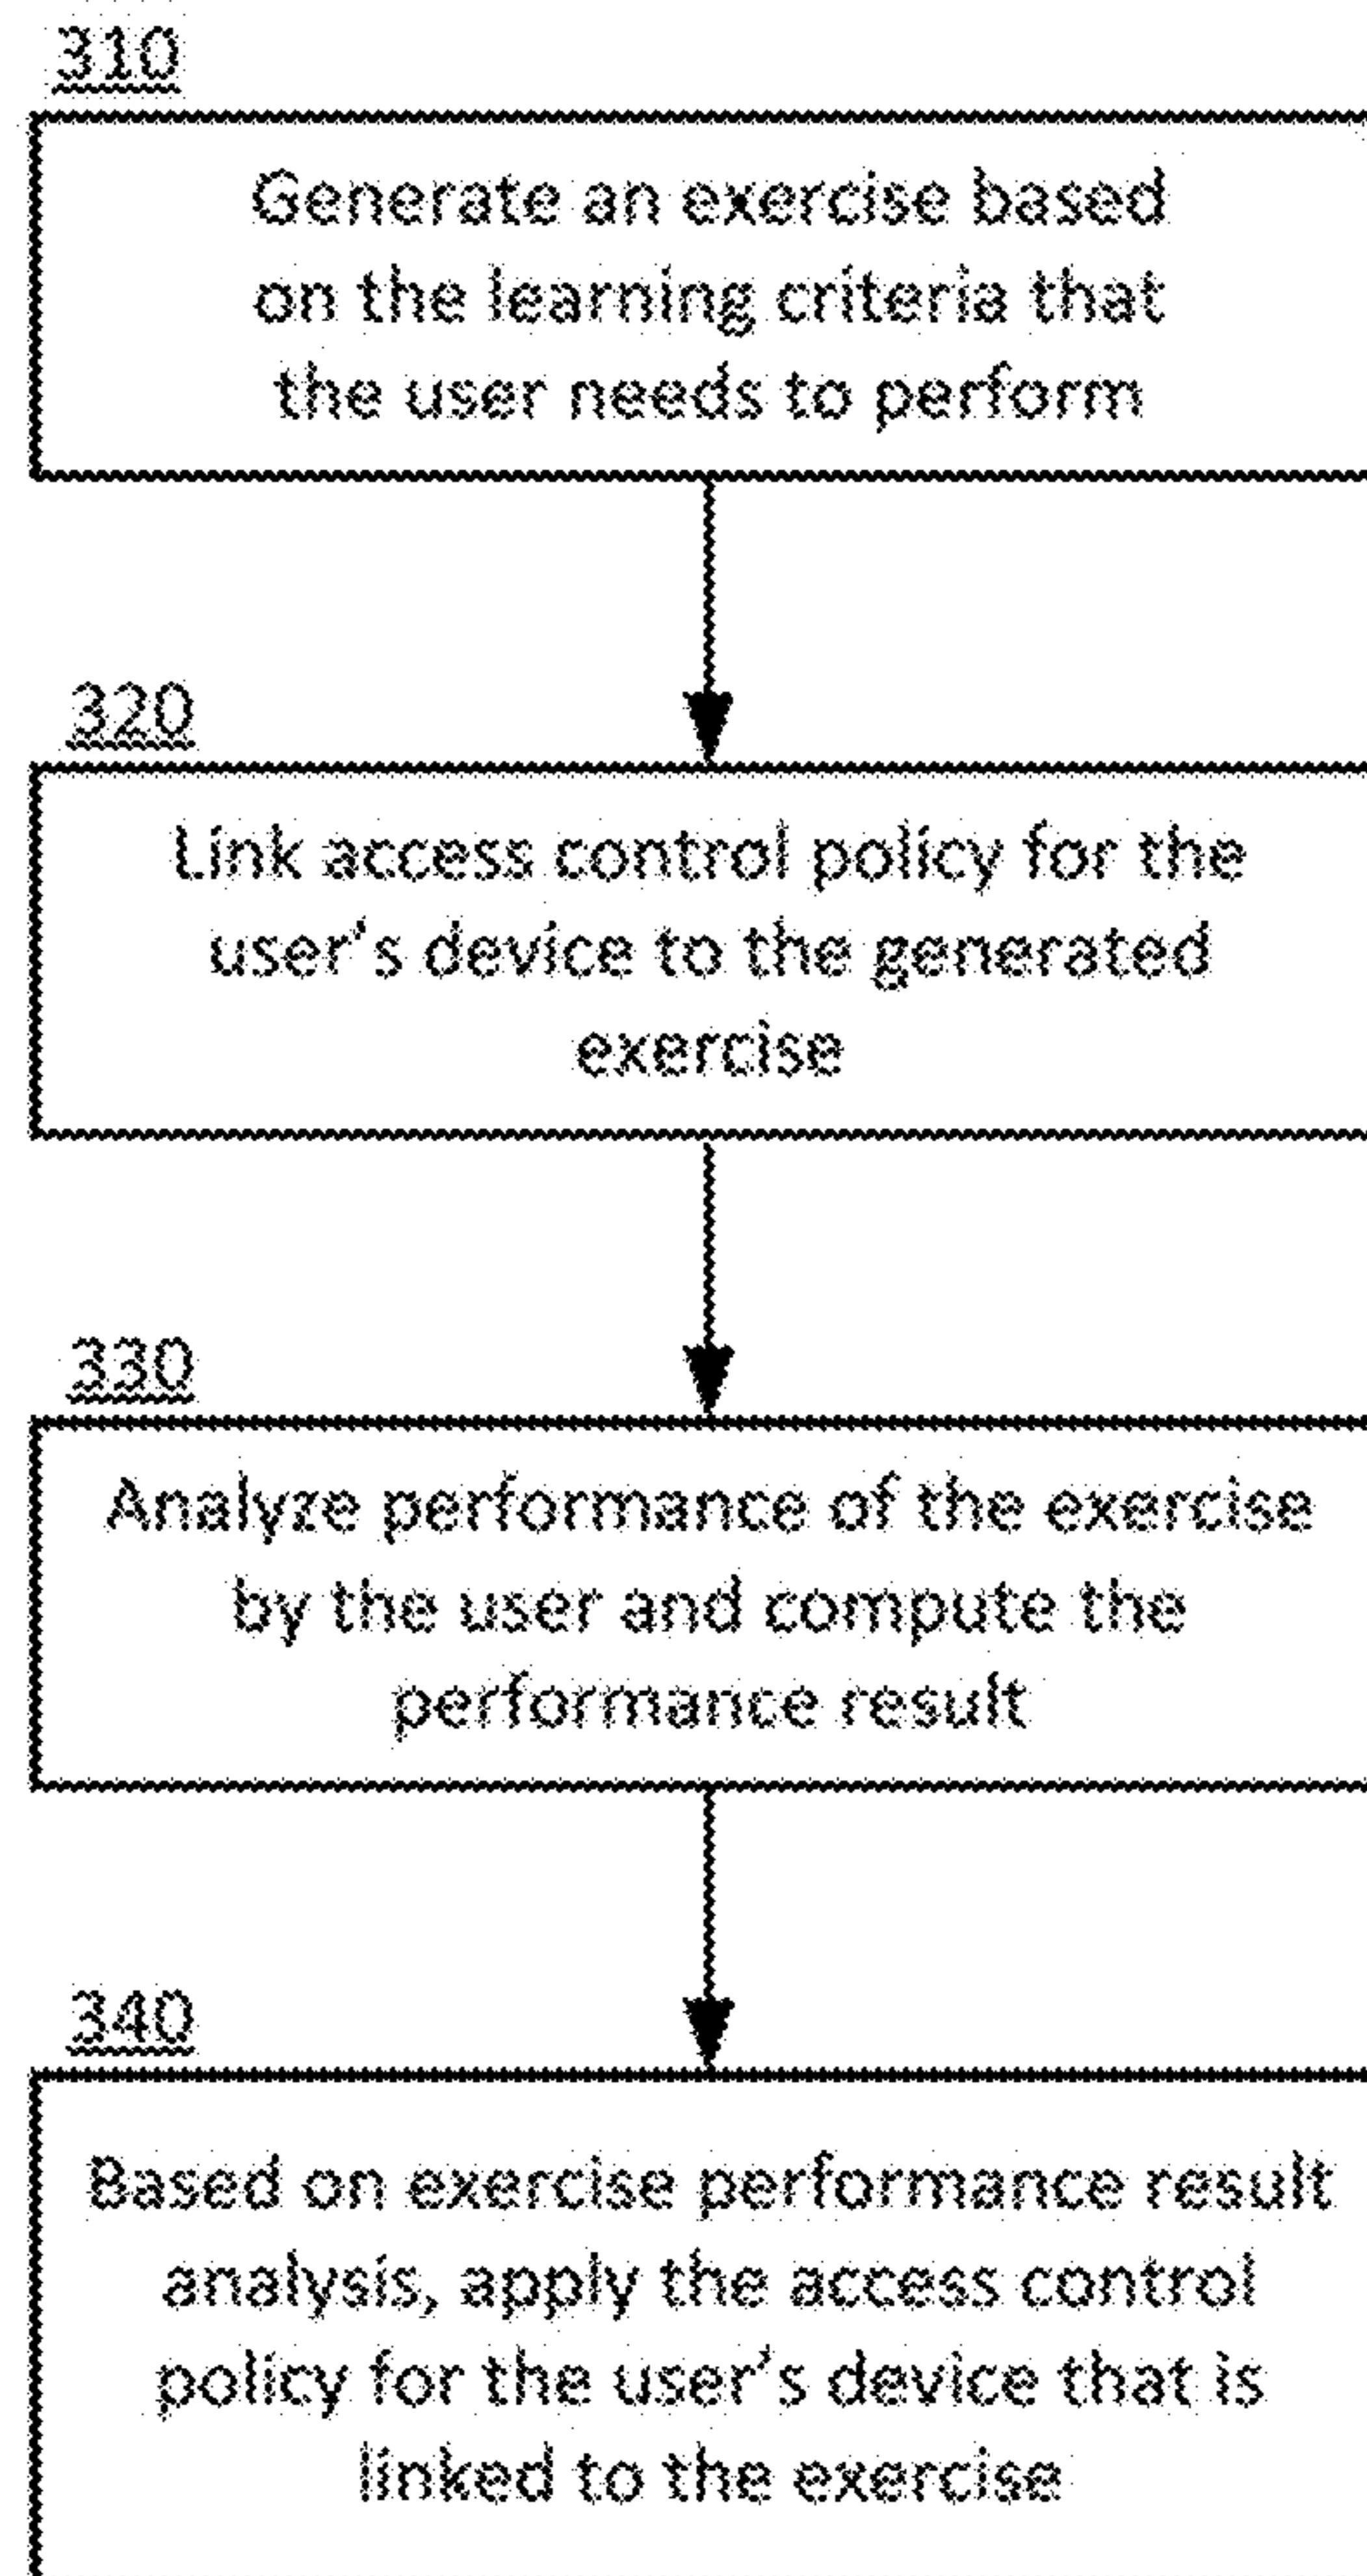 310
Generate an exercise based
on the learning criteria that
the user needs to perform
320
Link access control policy for the
user's device to the generated
exercise
330
Analyze performance of the exercise
by the user and compute the
performance result
340
Based on exercise performance result
analysis, apply the access control
policy for the user's device that is
linked to the exercise